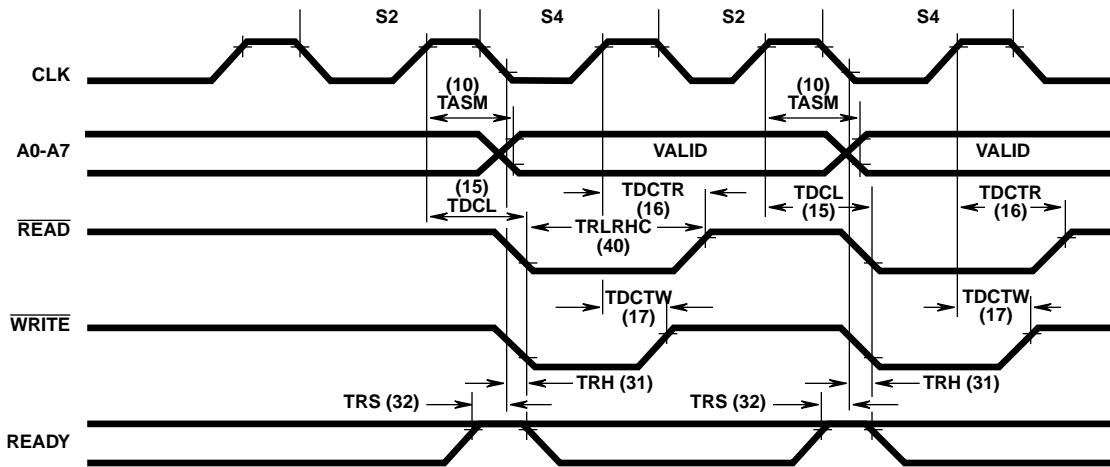 S2 S4 S2 S4
CLK
(10) (10)
TASM TASM
A0-A7 VALID VALID
(15) TDCTR TDCL TDCTR
TDCL (16) (15) (16)
READ TRLRHC
(40)
TDCTW TDCTW
WRITE (17) (17)
TRH (31) TRH (31)
TRS (32) TRS (32)
READY